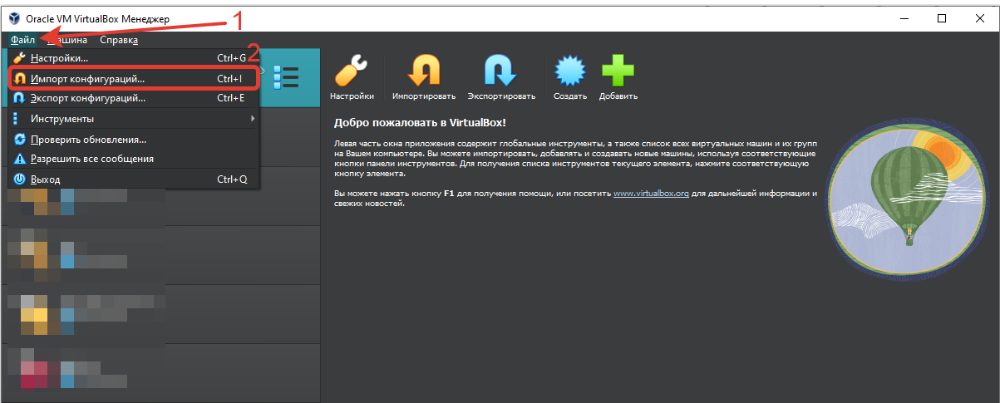 Oracle VM VirtualBox Менеджер
1
Файл Машина Справка
2
Настройки... Ctrl+G
Импорт конфигураций... Ctrl+I
Экспорт конфигураций... Ctrl+E
Инструменты
Проверить обновления...
Разрешить все сообщения
Выход Ctrl+Q
Настройки Импортировать Экспортировать Создать Добавить
Добро пожаловать в VirtualBox!
Левая часть окна приложения содержит глобальные инструменты, а также список всех виртуальных машин и их групп
на Вашем компьютере. Вы можете импортировать, добавлять и создавать новые машины, используя соответствующие
кнопки панели инструментов. Для получения списка инструментов текущего элемента, нажмите соответствующую
кнопку элемента.
Вы можете нажать кнопку F1 для получения помощи, или посетить www.virtualbox.org для дальнейшей информации и
свежих новостей.